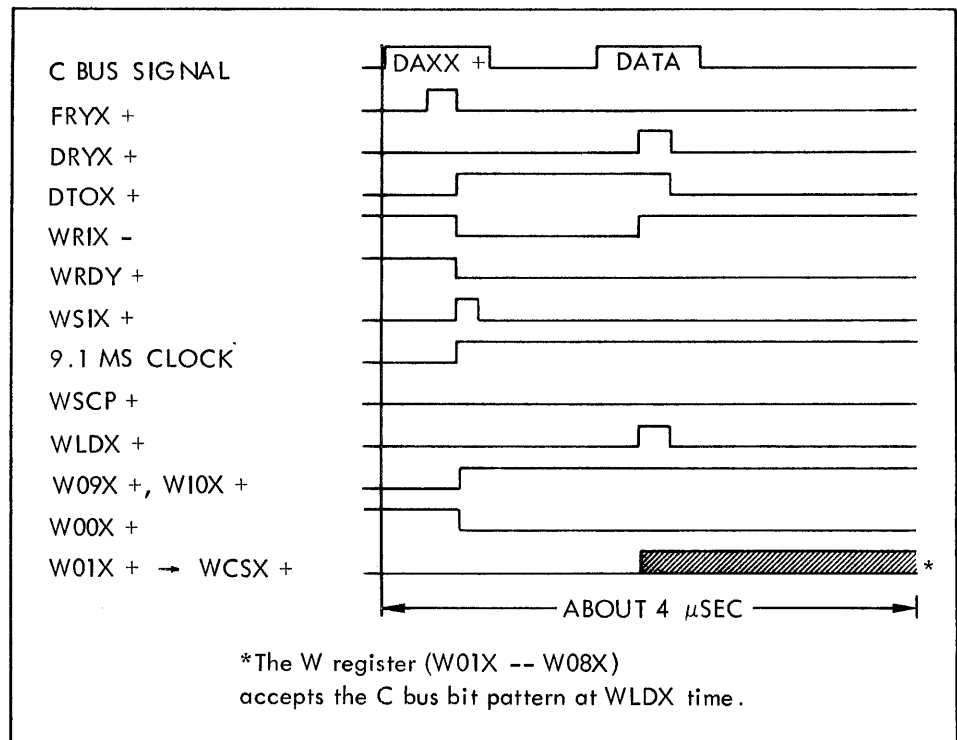 C BUS SIGNAL DAXX + DATA
FRYX +
DRYX +
DTOX +
WRIX -
WRDY +
WSIX +
9.1 MS CLOCK
WSCP +
WLDX +
W09X +, W10X +
W00X +
W01X + → WCSX + *
ABOUT 4 μSEC
*The W register (W01X -- W08X)
accepts the C bus bit pattern at WLDX time.